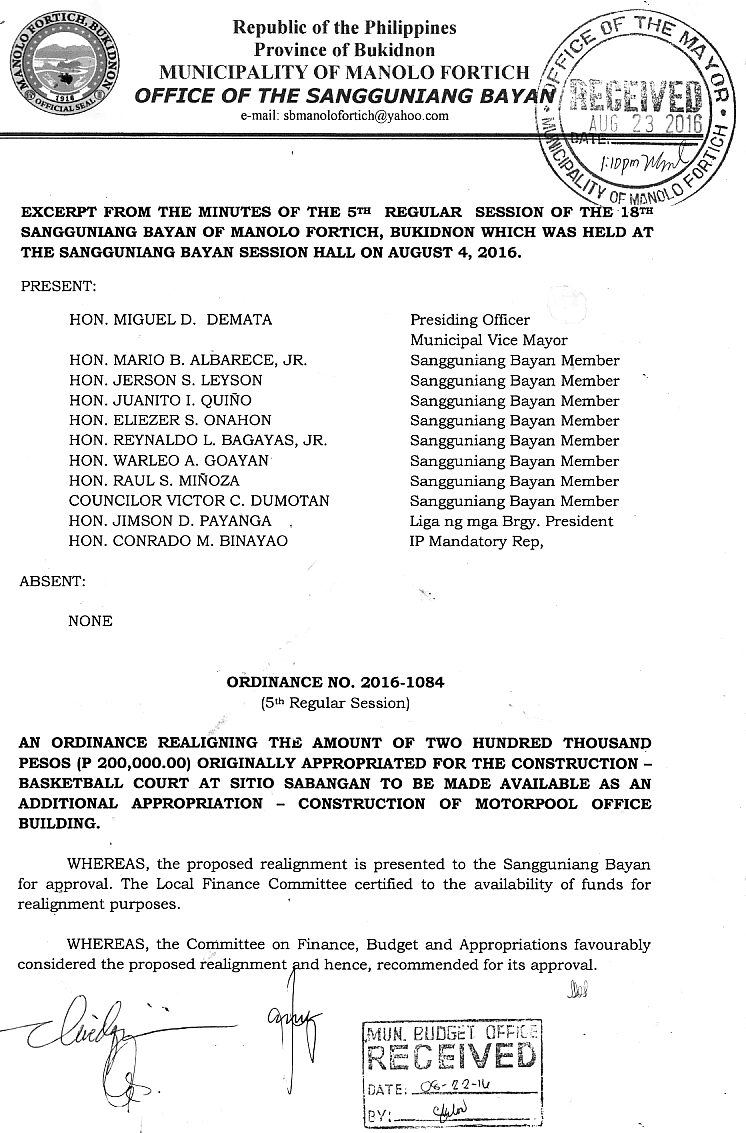 Republic of the Philippines
Province of Bukidnon
MUNICIPALITY OF MANOLO FORTICH
OFFICE OF THE SANGGUNIANG BAYAN
e-mail: sbmanolofortich@yahoo.com
MANOLO FORTICH, BUKIDNON
1914
OFFICIAL SEAL
OFFICE OF THE MAYOR
RECEIVED
AUG 23 2016
DATE:
1:10pm
MUNICIPALITY OF MANOLO FORTICH
EXCERPT FROM THE MINUTES OF THE 5TH REGULAR SESSION OF THE 18TH
SANGGUNIANG BAYAN OF MANOLO FORTICH, BUKIDNON WHICH WAS HELD AT
THE SANGGUNIANG BAYAN SESSION HALL ON AUGUST 4, 2016.
PRESENT:
HON. MIGUEL D. DEMATA Presiding Officer
Municipal Vice Mayor
HON. MARIO B. ALBARECE, JR. Sangguniang Bayan Member
HON. JERSON S. LEYSON Sangguniang Bayan Member
HON. JUANITO I. QUIÑO Sangguniang Bayan Member
HON. ELIEZER S. ONAHON Sangguniang Bayan Member
HON. REYNALDO L. BAGAYAS, JR. Sangguniang Bayan Member
HON. WARLEO A. GOAYAN Sangguniang Bayan Member
HON. RAUL S. MIÑOZA Sangguniang Bayan Member
COUNCILOR VICTOR C. DUMOTAN Sangguniang Bayan Member
HON. JIMSON D. PAYANGA Liga ng mga Brgy. President
HON. CONRADO M. BINAYAO IP Mandatory Rep,
ABSENT:
NONE
ORDINANCE NO. 2016-1084
(5th Regular Session)
AN ORDINANCE REALIGNING THE AMOUNT OF TWO HUNDRED THOUSAND
PESOS (P 200,000.00) ORIGINALLY APPROPRIATED FOR THE CONSTRUCTION –
BASKETBALL COURT AT SITIO SABANGAN TO BE MADE AVAILABLE AS AN
ADDITIONAL APPROPRIATION – CONSTRUCTION OF MOTORPOOL OFFICE
BUILDING.
WHEREAS, the proposed realignment is presented to the Sangguniang Bayan
for approval. The Local Finance Committee certified to the availability of funds for
realignment purposes.
WHEREAS, the Committee on Finance, Budget and Appropriations favourably
considered the proposed realignment and hence, recommended for its approval.
MUN. BUDGET OFFICE
RECEIVED
DATE: 08-22-16
BY: